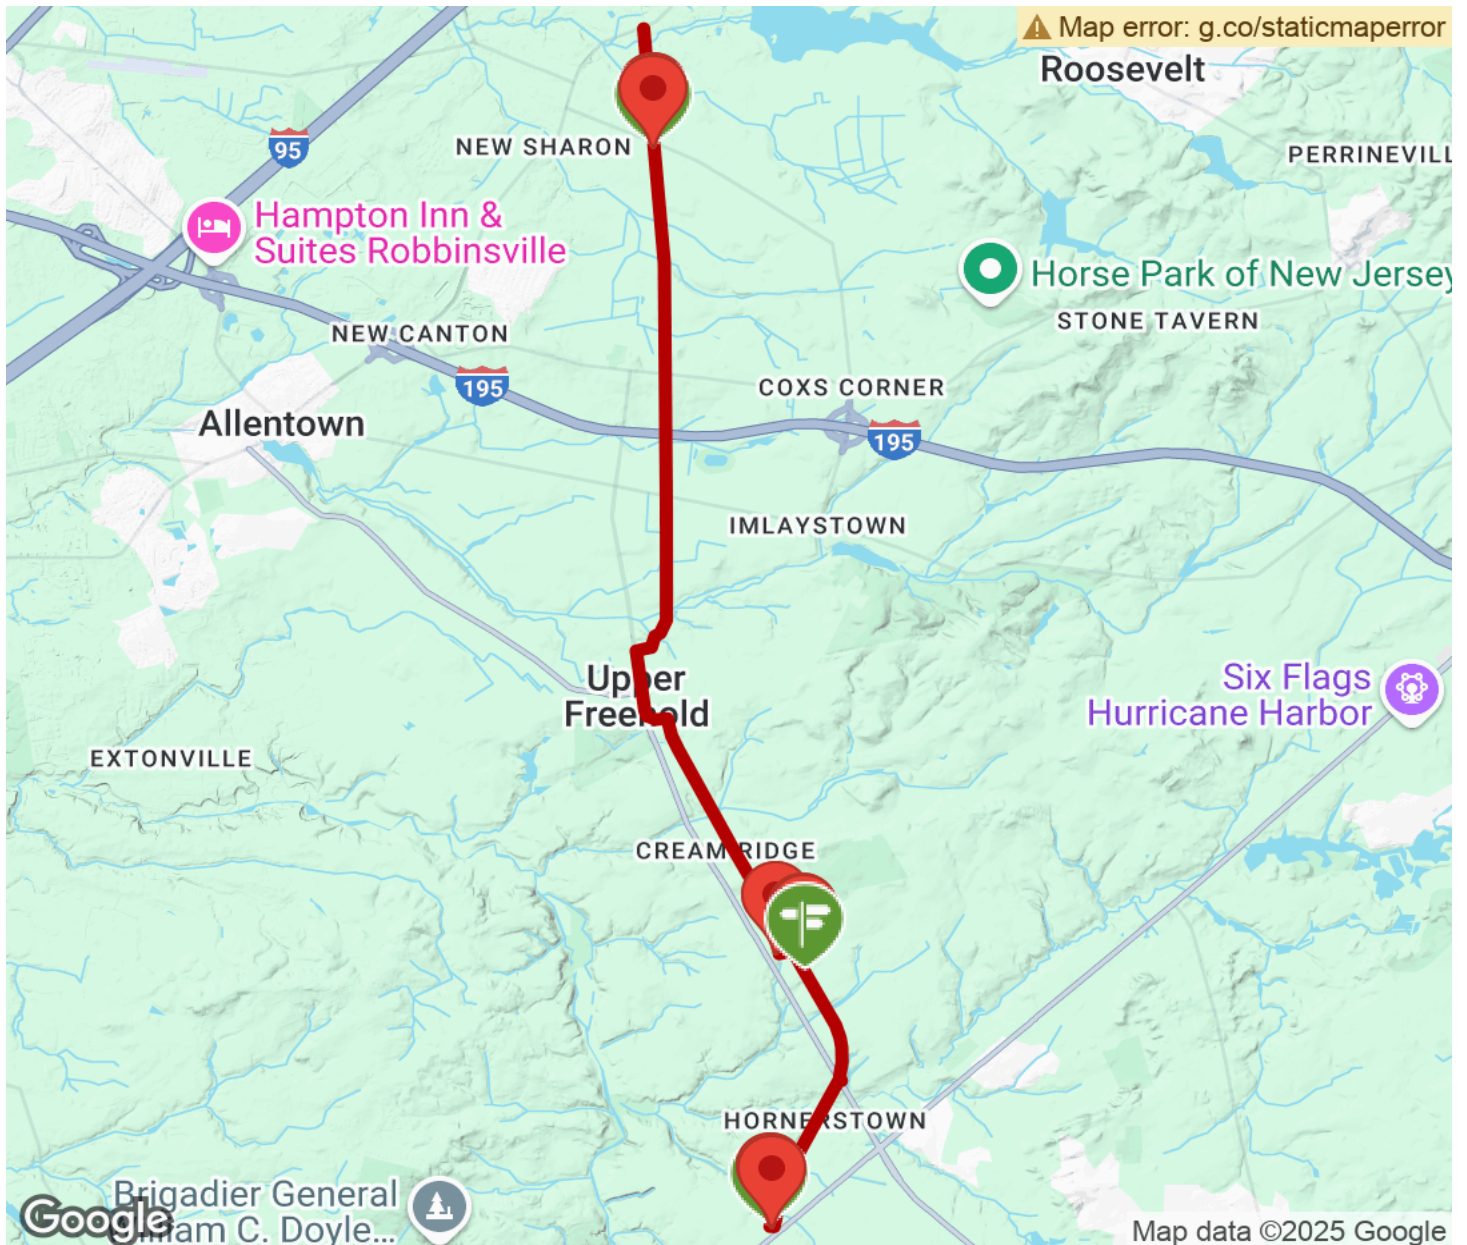 Map error: g.co/staticmaperror
Roosevelt
95
NEW SHARON
PERRINEVILL
Hampton Inn &
Suites Robbinsville
Horse Park of New Jersey
STONE TAVERN
NEW CANTON
195
COXS CORNER
Allentown
195
IMLAYSTOWN
Upper
Freehold
Six Flags
Hurricane Harbor
EXTONVILLE
CREAM RIDGE
HORNERSTOWN
Brigadier General
William C. Doyle...
Google
Map data ©2025 Google